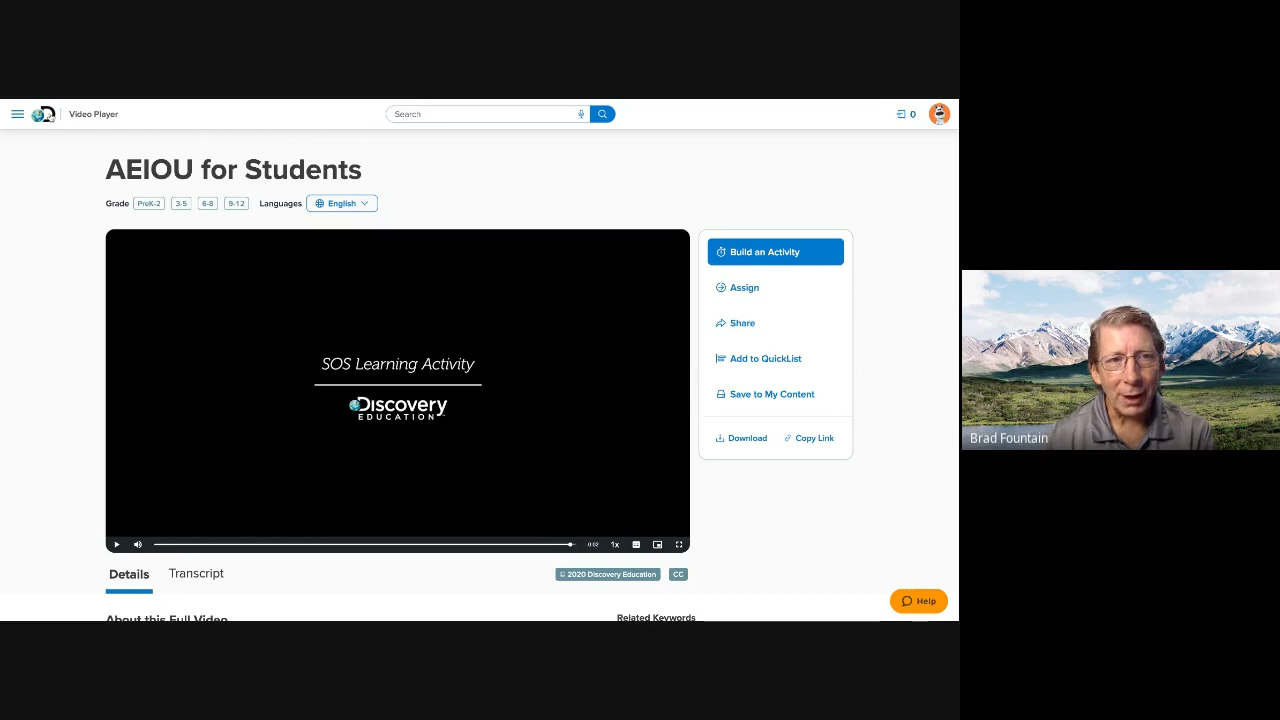 Video Player
Search
0
AEIOU for Students
Grade PreK-2 3-5 6-8 9-12 Languages English
Build an Activity
Assign
Share
Add to QuickList
Save to My Content
Download Copy Link
SOS Learning Activity
Discovery
EDUCATION
-0:02 1x
Details Transcript © 2020 Discovery Education CC
Help
About this Full Video Related Keywords
Brad Fountain